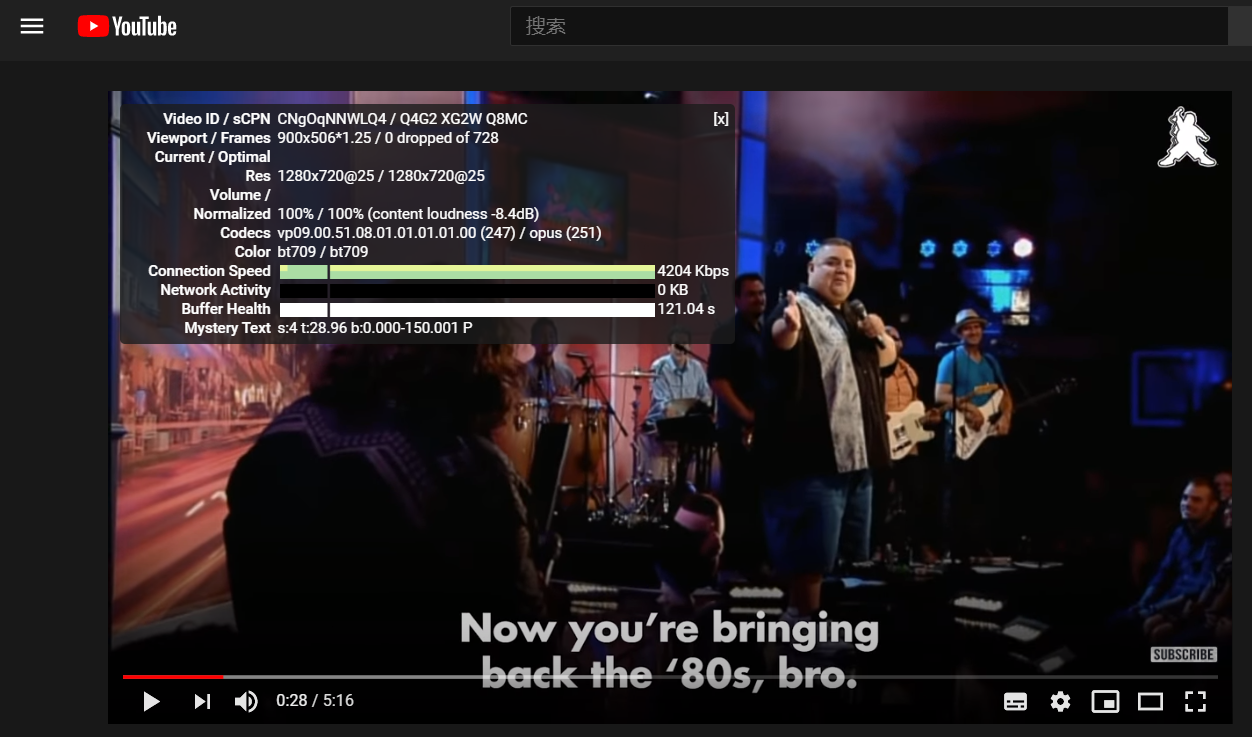 YouTube
搜索
Video ID / sCPN CNgOqNNWLQ4 / Q4G2 XG2W Q8MC [x]
Viewport / Frames 900x506*1.25 / 0 dropped of 728
Current / Optimal
Res 1280x720@25 / 1280x720@25
Volume /
Normalized 100% / 100% (content loudness -8.4dB)
Codecs vp09.00.51.08.01.01.01.01.00 (247) / opus (251)
Color bt709 / bt709
Connection Speed 4204 Kbps
Network Activity 0 KB
Buffer Health 121.04 s
Mystery Text s:4 t:28.96 b:0.000-150.001 P
Now you're bringing
back the ‘80s, bro.
SUBSCRIBE
0:28 / 5:16